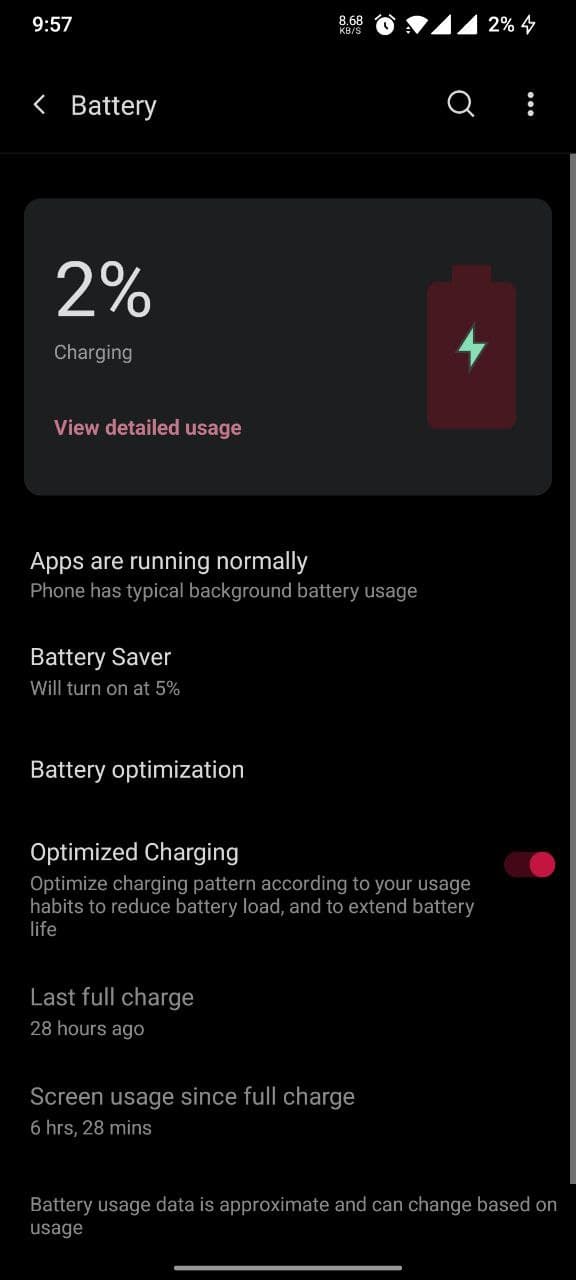 9:57
8.68
KB/S
2%
Battery
2%
Charging
View detailed usage
Apps are running normally
Phone has typical background battery usage
Battery Saver
Will turn on at 5%
Battery optimization
Optimized Charging
Optimize charging pattern according to your usage
habits to reduce battery load, and to extend battery
life
Last full charge
28 hours ago
Screen usage since full charge
6 hrs, 28 mins
Battery usage data is approximate and can change based on
usage